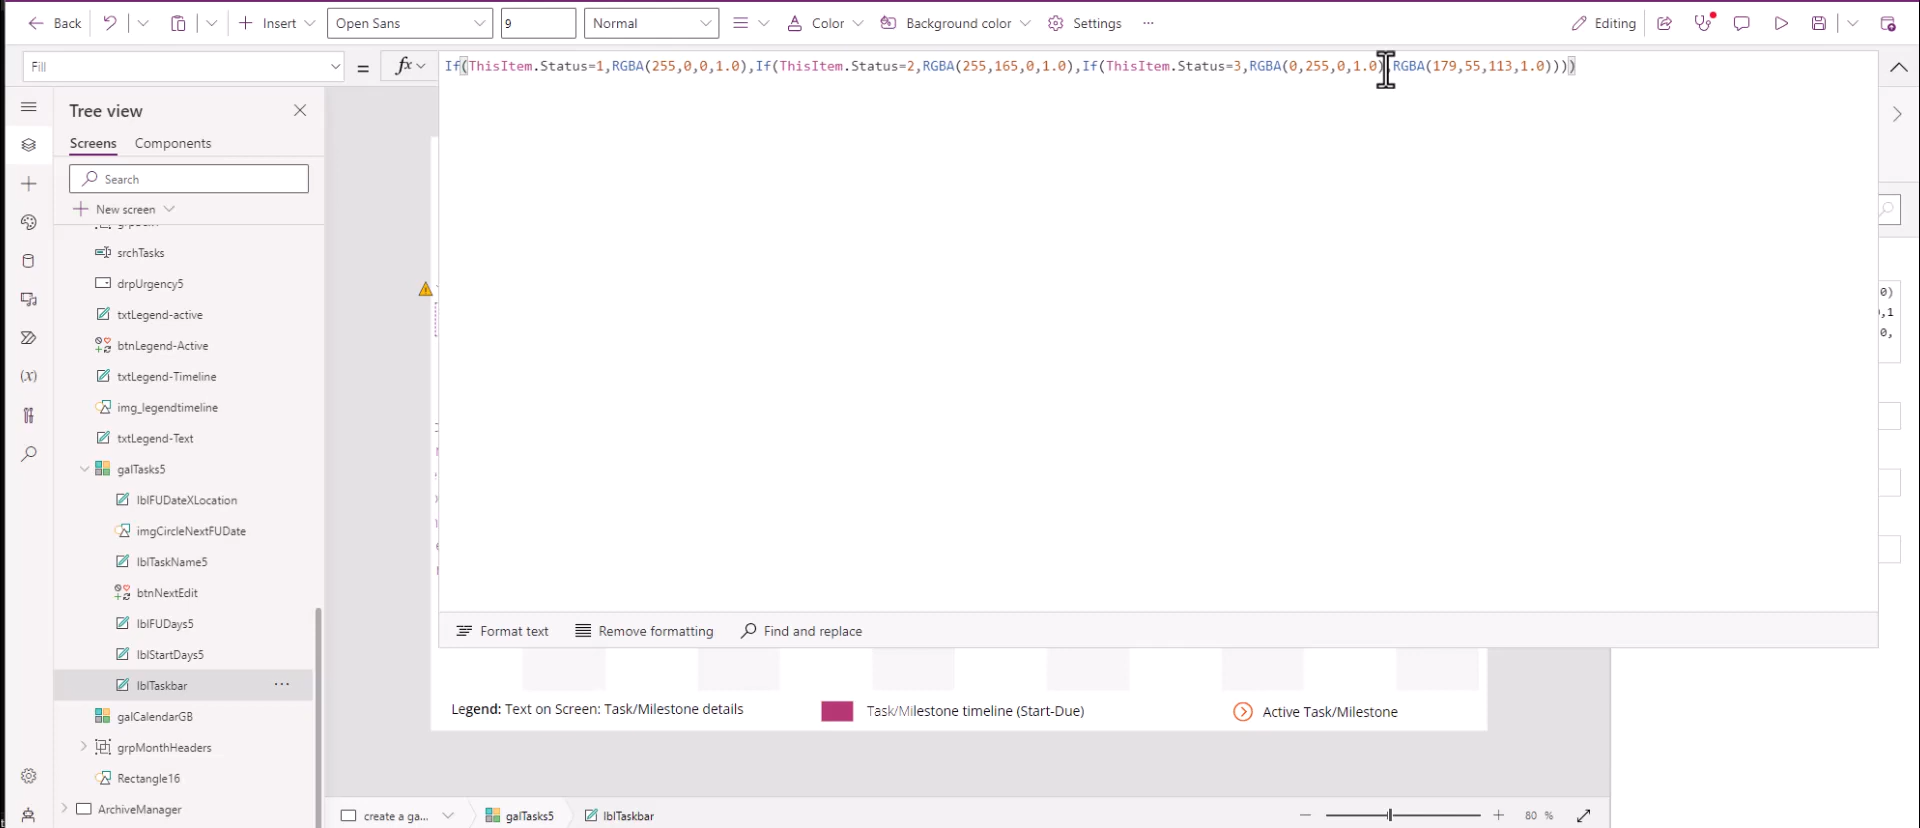 Back
Insert
Open Sans
9
Normal
Color
Background color
Settings
...
Editing
Fill
=
fx
If(ThisItem.Status=1,RGBA(255,0,0,1.0),If(ThisItem.Status=2,RGBA(255,165,0,1.0),If(ThisItem.Status=3,RGBA(0,255,0,1.0),RGBA(179,55,113,1.0))))
Tree view
Screens
Components
Search
New screen
srchTasks
drpUrgency5
txtLegend-active
btnLegend-Active
txtLegend-Timeline
img_legendtimeline
txtLegend-Text
galTasks5
lblFUDateXLocation
imgCircleNextFUDate
lblTaskName5
btnNextEdit
lblFUDays5
lblStartDays5
lblTaskbar
...
galCalendarGB
grpMonthHeaders
Rectangle16
ArchiveManager
(x)
0)
,1
0,
Format text
Remove formatting
Find and replace
Legend: Text on Screen: Task/Milestone details
Task/Milestone timeline (Start-Due)
Active Task/Milestone
create a ga...
galTasks5
lblTaskbar
80 %